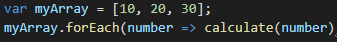 var myArray = [10, 20, 30];
myArray.forEach(number => calculate(number)